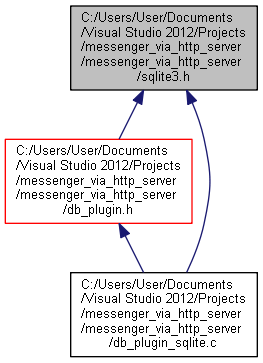 C:/Users/User/Documents
/Visual Studio 2012/Projects
/messenger_via_http_server
/messenger_via_http_server
/sqlite3.h
C:/Users/User/Documents
/Visual Studio 2012/Projects
/messenger_via_http_server
/messenger_via_http_server
/db_plugin.h
C:/Users/User/Documents
/Visual Studio 2012/Projects
/messenger_via_http_server
/messenger_via_http_server
/db_plugin_sqlite.c